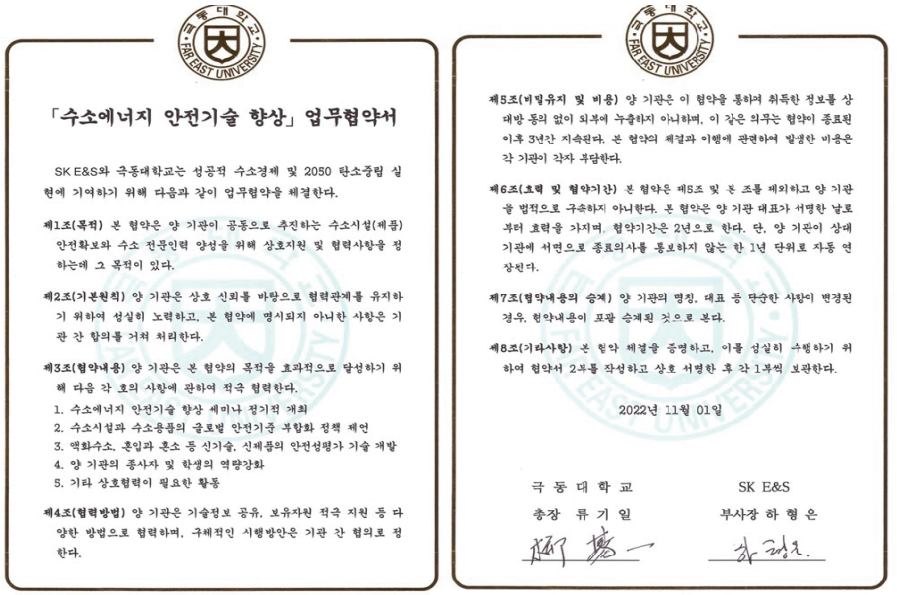 극동대학교
FAR EAST UNIVERSITY
「수소에너지 안전기술 향상」 업무협약서
SK E&S와 극동대학교는 성공적 수소경제 및 2050 탄소중립 실
현에 기여하기 위해 다음과 같이 업무협약을 체결한다.
제1조(목적) 본 협약은 양 기관이 공동으로 추진하는 수소시설(제품)
안전확보와 수소 전문인력 양성을 위해 상호지원 및 협력사항을 정
하는데 그 목적이 있다.
제2조(기본원칙) 양 기관은 상호 신뢰를 바탕으로 협력관계를 유지하
기 위하여 성실히 노력하고, 본 협약에 명시되지 아니한 사항은 기
관 간 합의를 거쳐 처리한다.
제3조(협약내용) 양 기관은 본 협약의 목적을 효과적으로 달성하기 위
해 다음 각 호의 사항에 관하여 적극 협력한다.
1. 수소에너지 안전기술 향상 세미나 정기적 개최
2. 수소시설과 수소용품의 글로벌 안전기준 부합화 정책 제언
3. 액화수소, 혼입과 혼소 등 신기술, 신제품의 안전성평가 기술 개발
4. 양 기관의 종사자 및 학생의 역량강화
5. 기타 상호협력이 필요한 활동
제4조(협력방법) 양 기관은 기술정보 공유, 보유자원 적극 지원 등 다
양한 방법으로 협력하며, 구체적인 시행방안은 기관 간 협의로 정
한다.
극동대학교
FAR EAST UNIVERSITY
제5조(비밀유지 및 비용) 양 기관은 이 협약을 통하여 취득한 정보를 상
대방 동의 없이 외부에 누출하지 아니하며, 이 같은 의무는 협약이 종료된
이후 3년간 지속된다. 본 협약의 체결과 이행에 관련하여 발생한 비용은
각 기관이 각자 부담한다.
제6조(효력 및 협약기간) 본 협약은 제5조 및 본 조를 제외하고 양 기관
을 법적으로 구속하지 아니한다. 본 협약은 양 기관 대표가 서명한 날로
부터 효력을 가지며, 협약기간은 2년으로 한다. 단, 양 기관이 상대
기관에 서면으로 종료의사를 통보하지 않는 한 1년 단위로 자동 연
장된다.
제7조(협약내용의 승계) 양 기관의 명칭, 대표 등 단순한 사항이 변경된
경우, 협약내용이 포괄 승계된 것으로 본다.
제8조(기타사항) 본 협약 체결을 증명하고, 이를 성실히 수행하기 위
하여 협약서 2부를 작성하고 상호 서명한 후 각 1부씩 보관한다.
2022년 11월 01일
극 동 대 학 교
총장 류 기 일
SK E&S
부사장 하 형 은